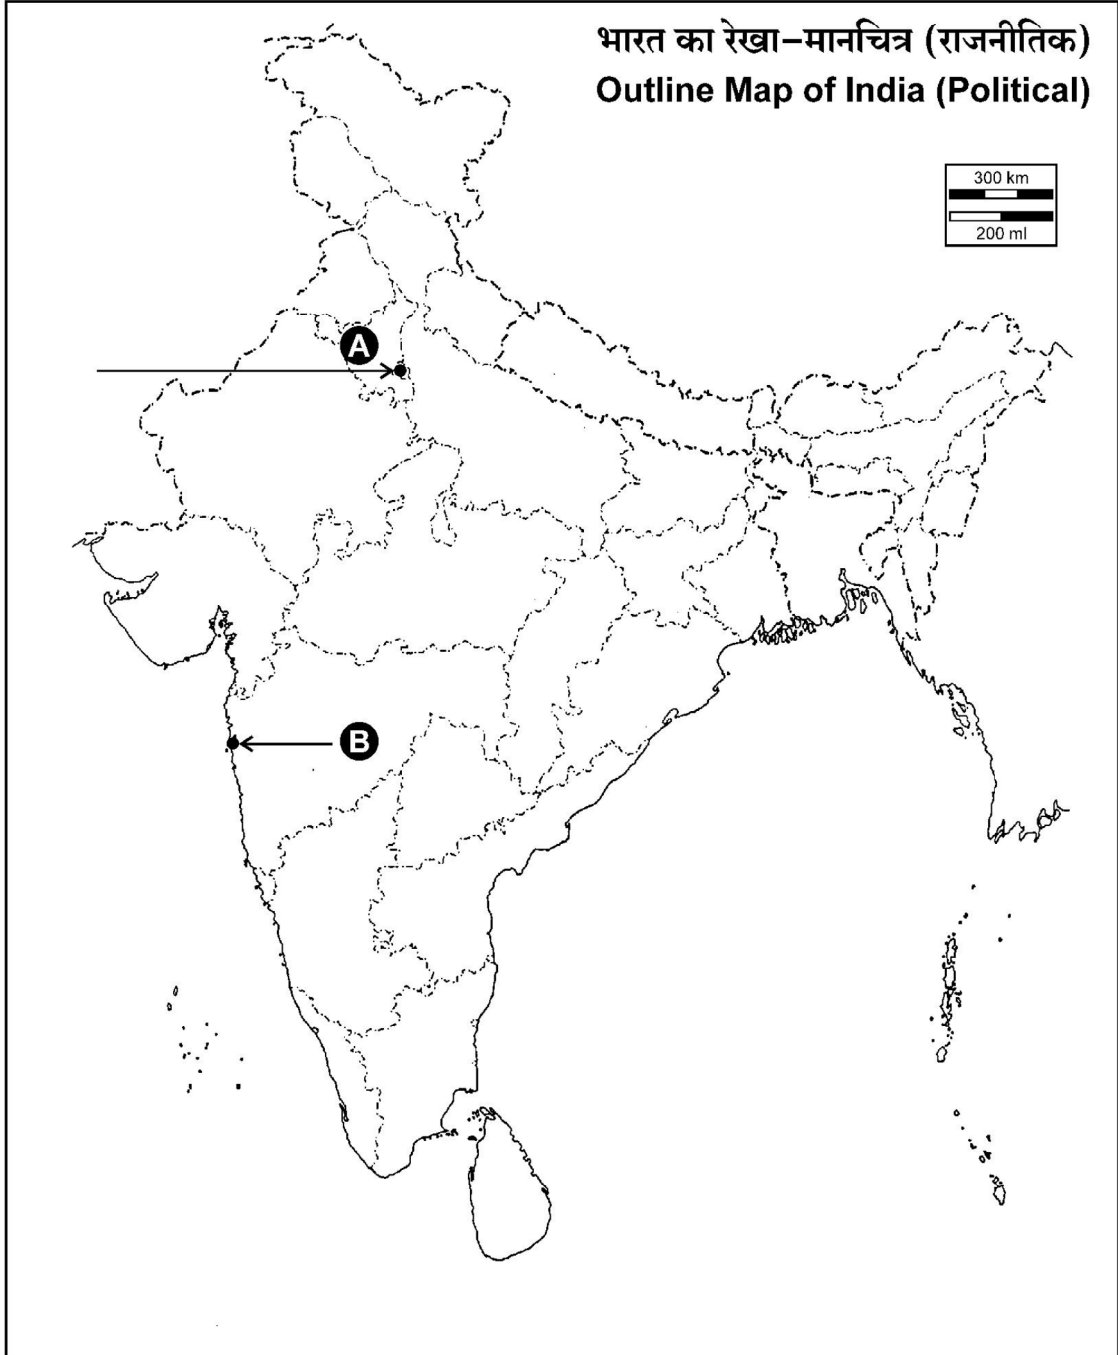 भारत का रेखा-मानचित्र (राजनीतिक)
Outline Map of India (Political)
300 km
200 ml
A
B